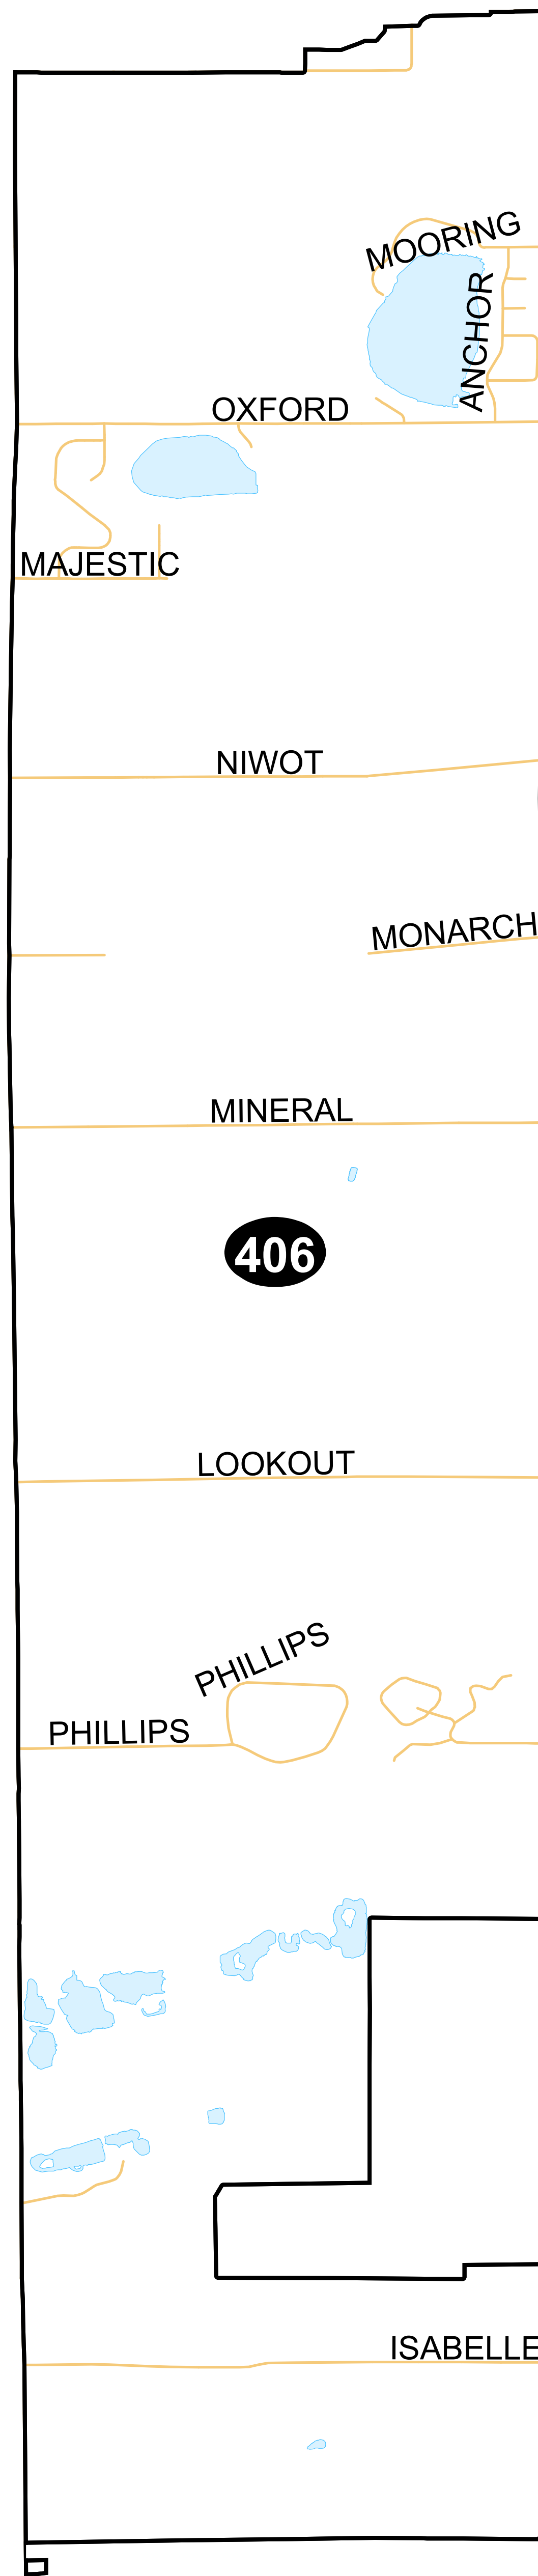 MOORING
ANCHOR
OXFORD
MAJESTIC
NIWOT
MONARCH
MINERAL
406
LOOKOUT
PHILLIPS
PHILLIPS
ISABELLE